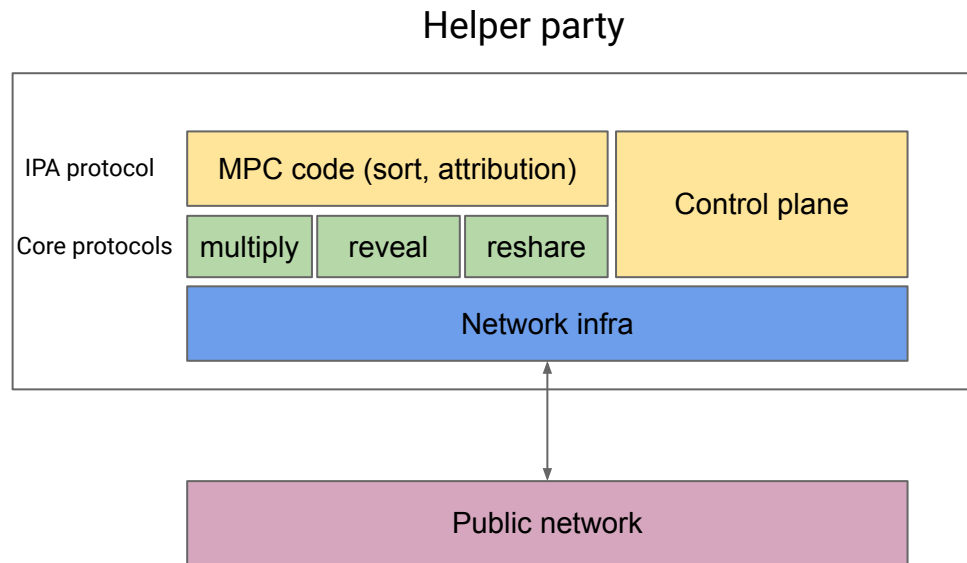 Helper party
IPA protocol
MPC code (sort, attribution)
Control plane
Core protocols
multiply
reveal
reshare
Network infra
Public network